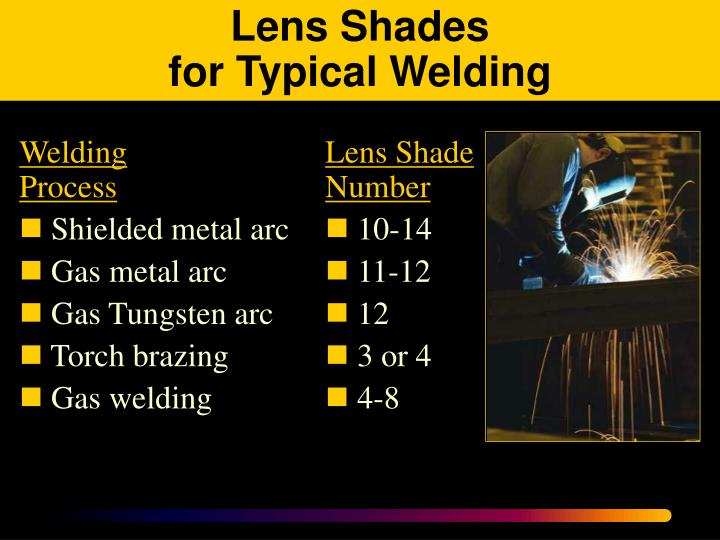 Lens Shades
for Typical Welding
Welding
Process
Shielded metal arc
Gas metal arc
Gas Tungsten arc
Torch brazing
Gas welding
Lens Shade
Number
10-14
11-12
12
3 or 4
4-8